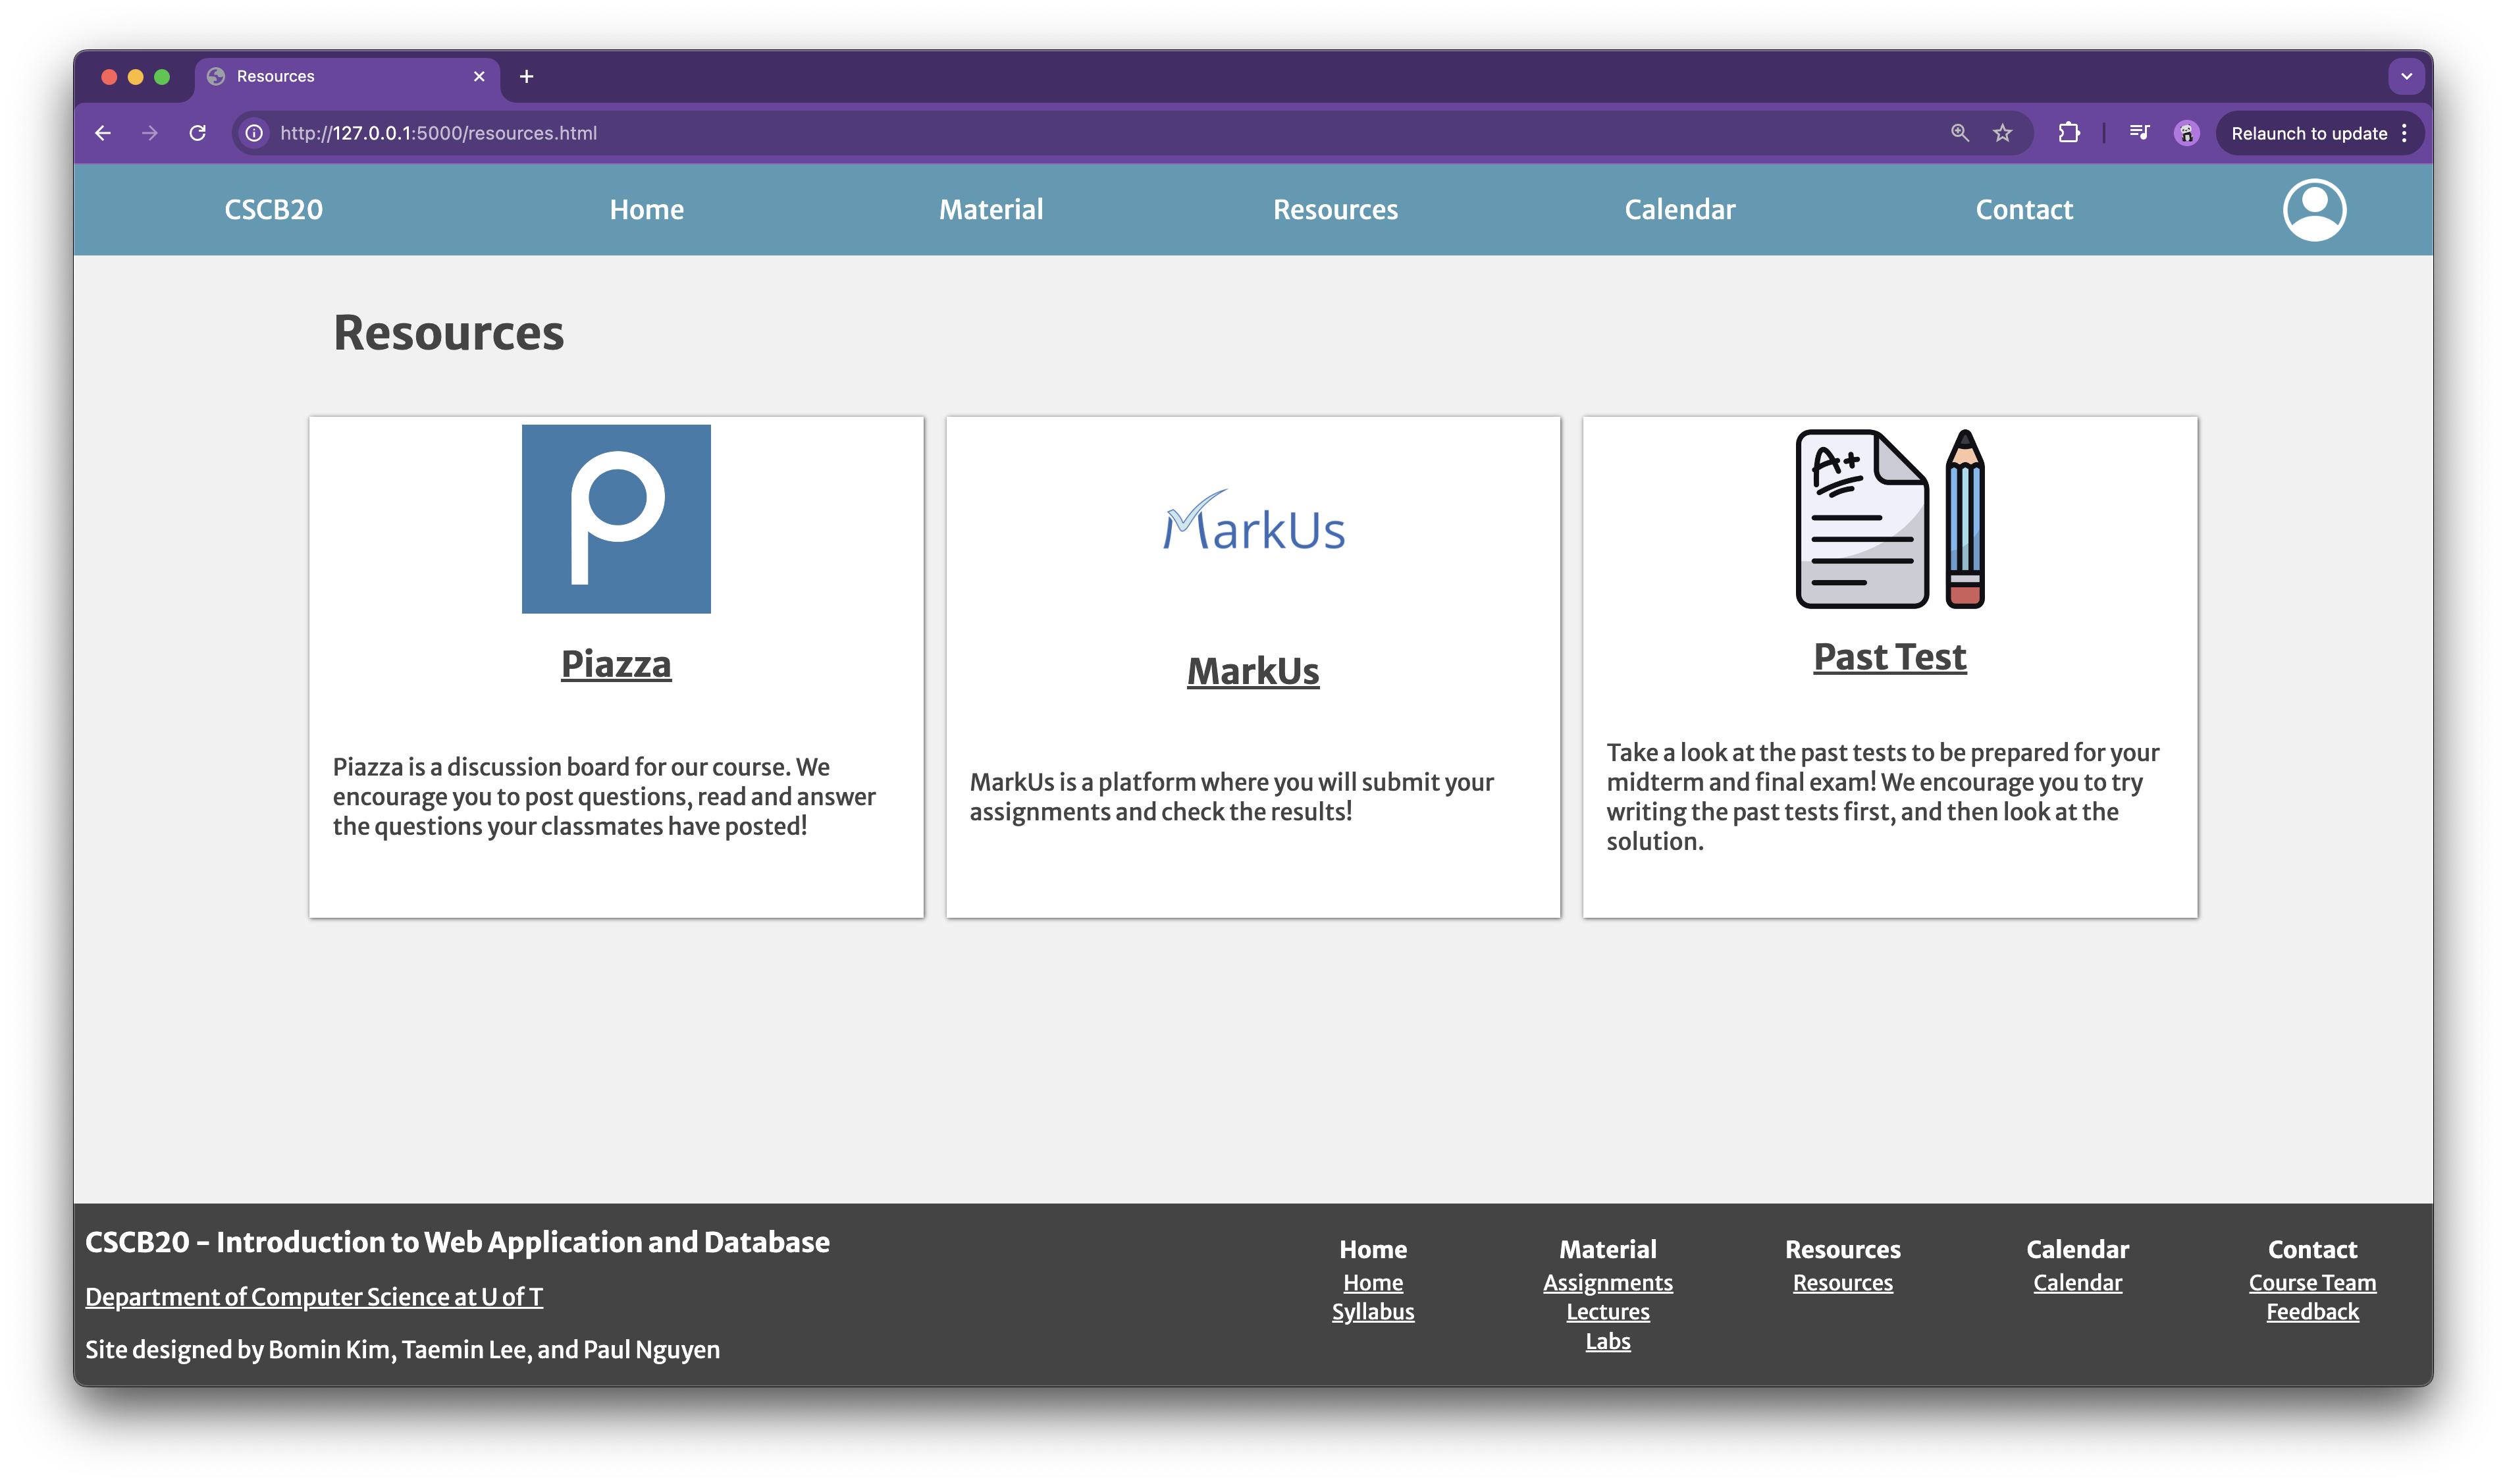 Resources
http://127.0.0.1:5000/resources.html
Relaunch to update
CSCB20 Home Material Resources Calendar Contact
Resources
MarkUs
A+
Piazza
Piazza is a discussion board for our course. We
encourage you to post questions, read and answer
the questions your classmates have posted!
MarkUs
MarkUs is a platform where you will submit your
assignments and check the results!
Past Test
Take a look at the past tests to be prepared for your
midterm and final exam! We encourage you to try
writing the past tests first, and then look at the
solution.
CSCB20 - Introduction to Web Application and Database
Department of Computer Science at U of T
Site designed by Bomin Kim, Taemin Lee, and Paul Nguyen
Home
Home
Syllabus
Material
Assignments
Lectures
Labs
Resources
Resources
Calendar
Calendar
Contact
Course Team
Feedback